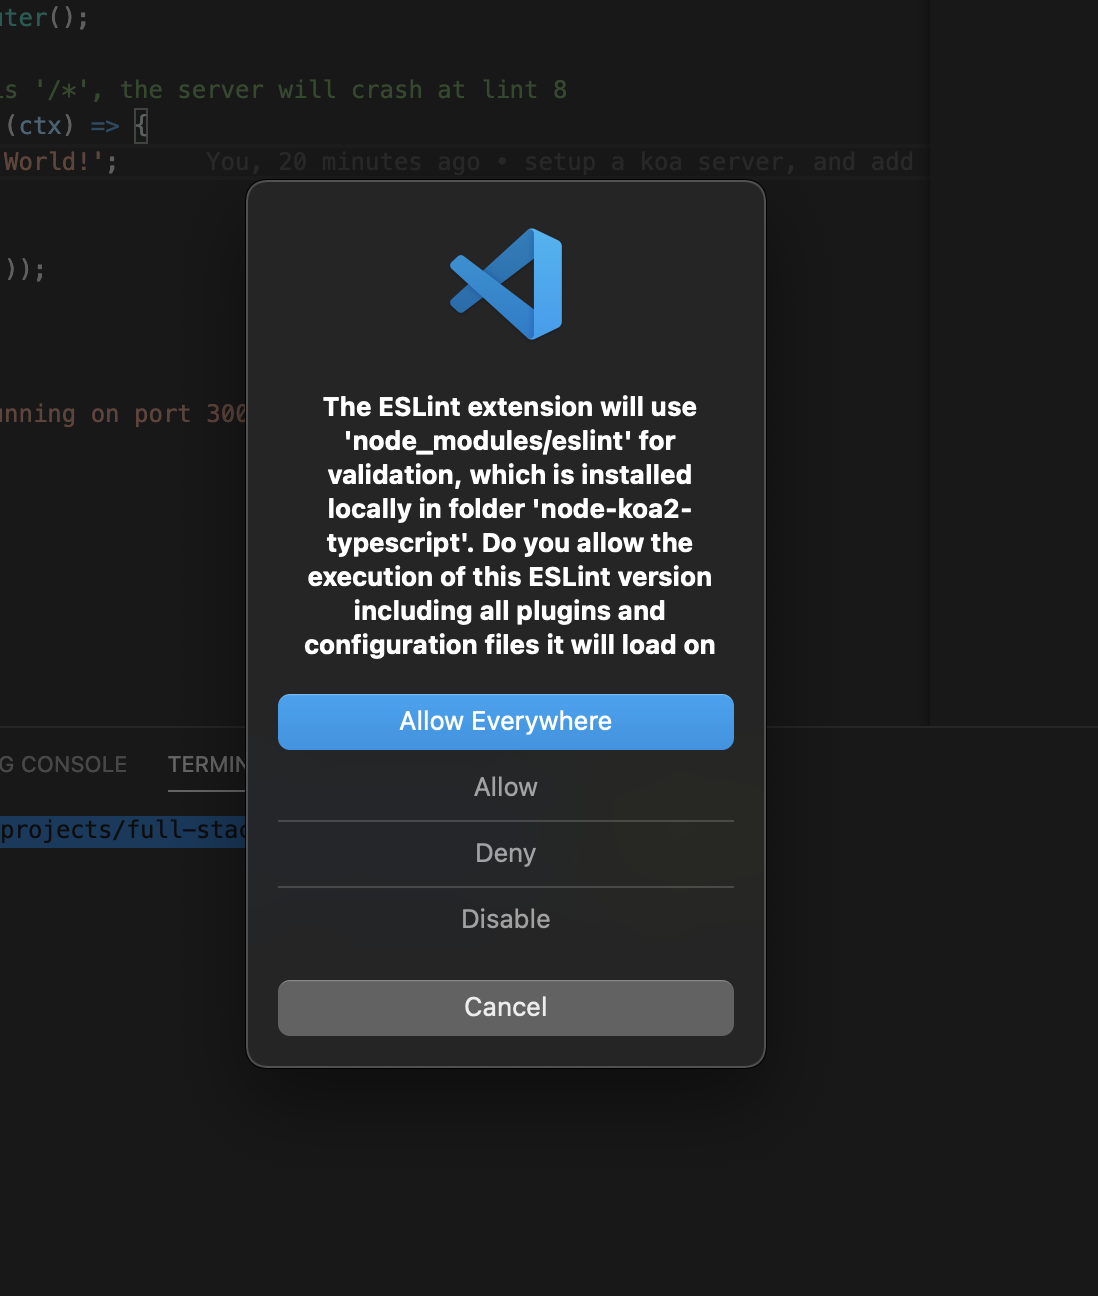 uter();
is '/*', the server will crash at lint 8
(ctx) => {
World!'; You, 20 minutes ago • setup a koa server, and add
));
unning on port 300
The ESLint extension will use
'node_modules/eslint' for
validation, which is installed
locally in folder 'node-koa2-
typescript'. Do you allow the
execution of this ESLint version
including all plugins and
configuration files it will load on
Allow Everywhere
Allow
G CONSOLE TERMIN
projects/full-stac
Deny
Disable
Cancel